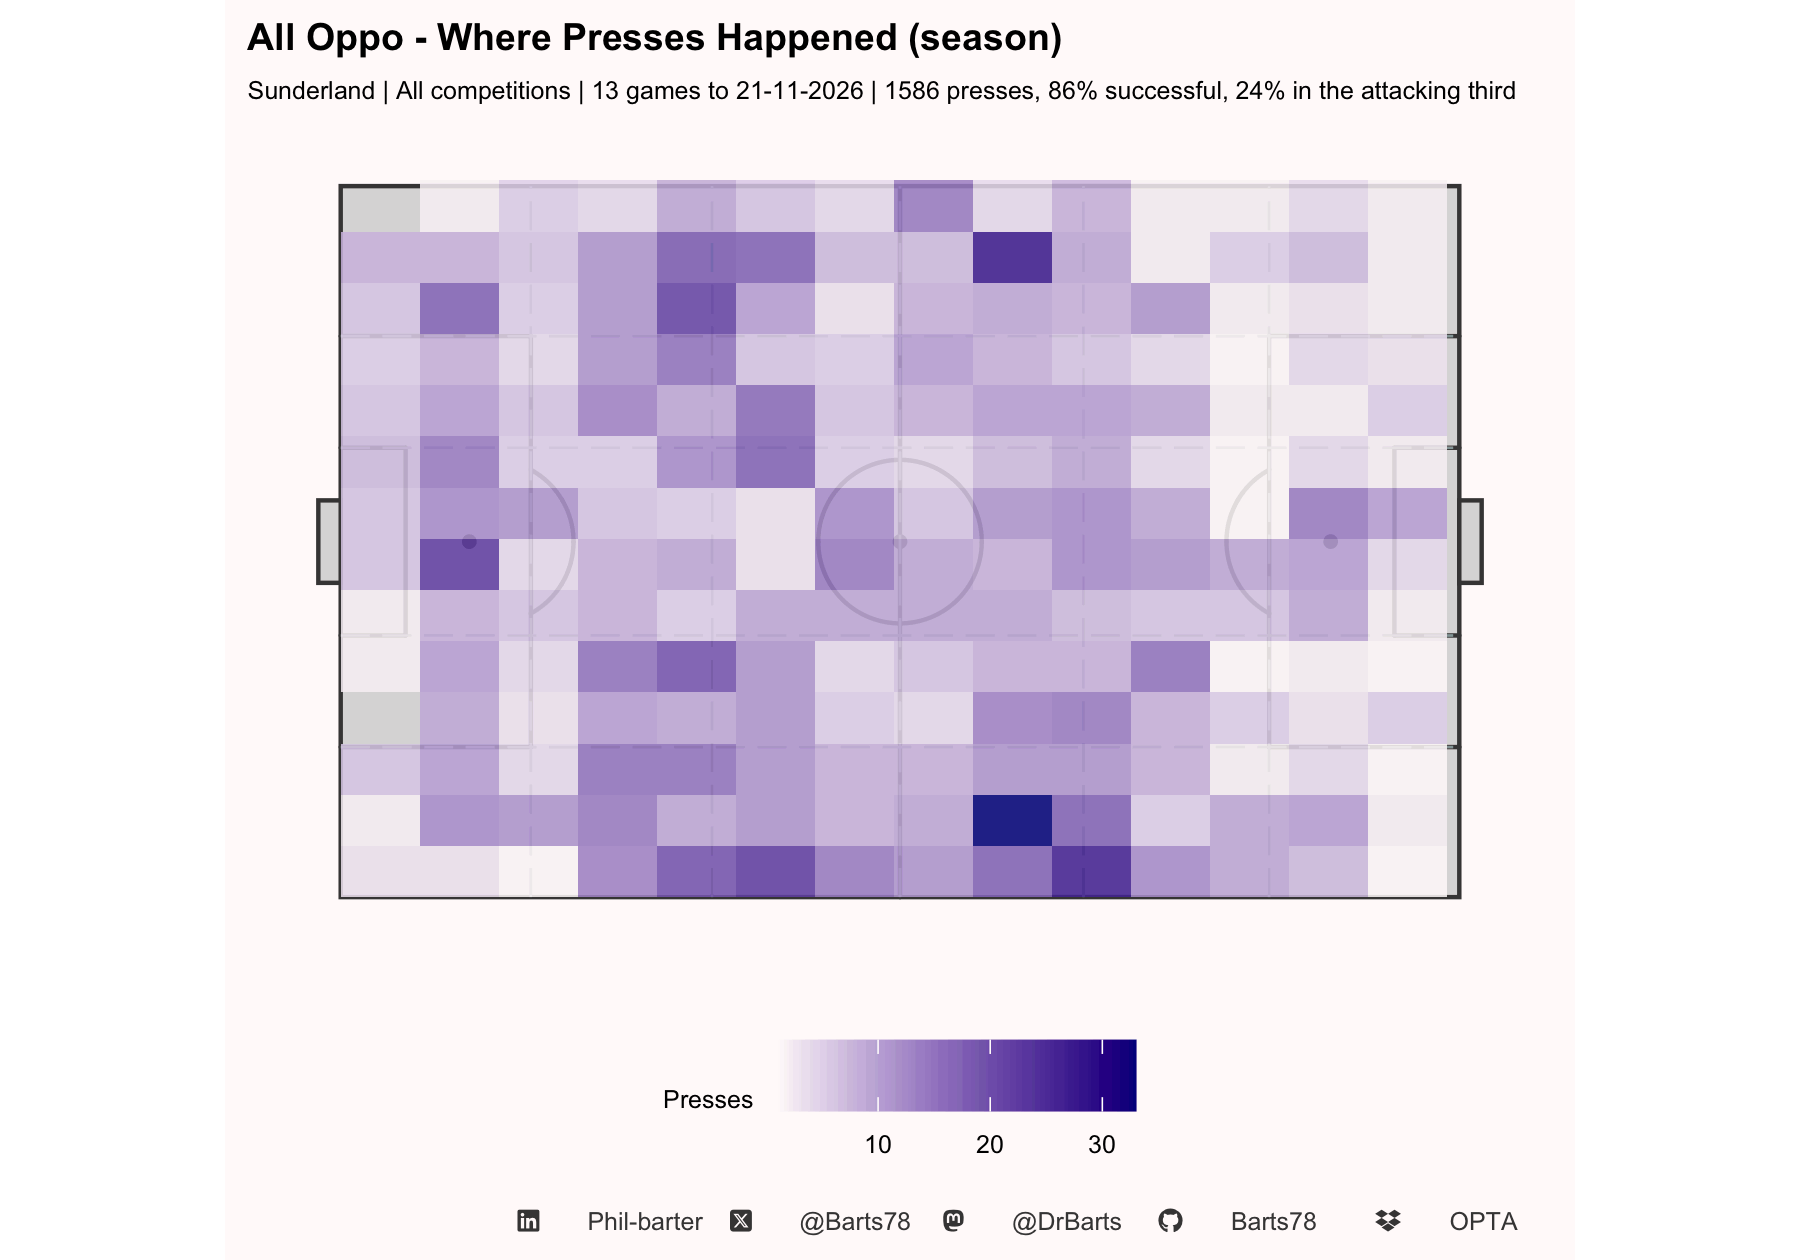 All Oppo - Where Presses Happened (season)
Sunderland | All competitions | 13 games to 21-11-2026 | 1586 presses, 86% successful, 24% in the attacking third
Presses
10 20 30
Phil-barter @Barts78 @DrBarts Barts78 OPTA